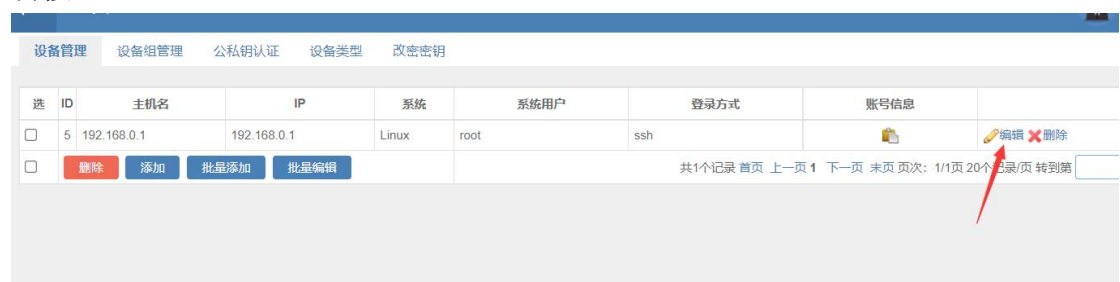 设备管理 设备组管理 公私钥认证 设备类型 改密密钥
选 ID 主机名 IP 系统 系统用户 登录方式 账号信息
5 192.168.0.1 192.168.0.1 Linux root ssh 编辑 删除
删除 添加 批量添加 批量编辑 共1个记录 首页 上一页 1 下一页 末页 页次：1/1页 20个记录/页 转到第